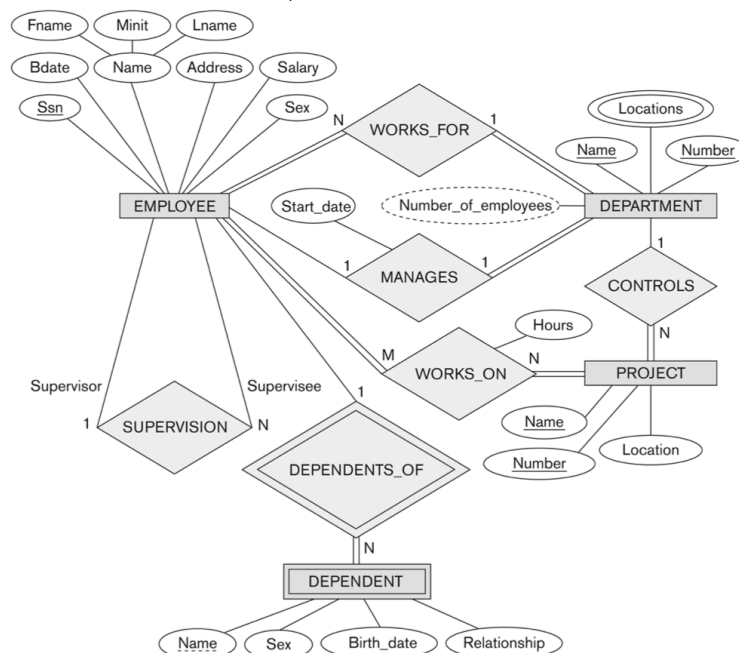 Fname
Minit
Lname
Bdate
Name
Address
Salary
Ssn
Sex
N
WORKS_FOR
1
Locations
Name
Number
EMPLOYEE
Start_date
Number_of_employees
DEPARTMENT
1
MANAGES
1
1
CONTROLS
N
Hours
M
WORKS_ON
N
PROJECT
Supervisor
Supervisee
1
SUPERVISION
N
1
Name
Number
Location
DEPENDENTS_OF
N
DEPENDENT
Name
Sex
Birth_date
Relationship